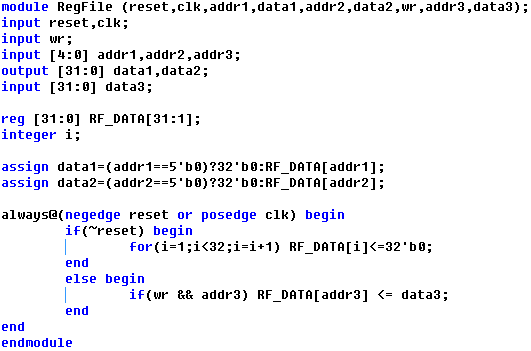 module RegFile (reset,clk,addr1,data1,addr2,data2,wr,addr3,data3);
input reset,clk;
input wr;
input [4:0] addr1,addr2,addr3;
output [31:0] data1,data2;
input [31:0] data3;

reg [31:0] RF_DATA[31:1];
integer i;

assign data1=(addr1==5'b0)?32'b0:RF_DATA[addr1];
assign data2=(addr2==5'b0)?32'b0:RF_DATA[addr2];

always@(negedge reset or posedge clk) begin
        if(~reset) begin
                for(i=1;i<32;i=i+1) RF_DATA[i]<=32'b0;
        end
        else begin
                if(wr && addr3) RF_DATA[addr3] <= data3;
        end
end
endmodule